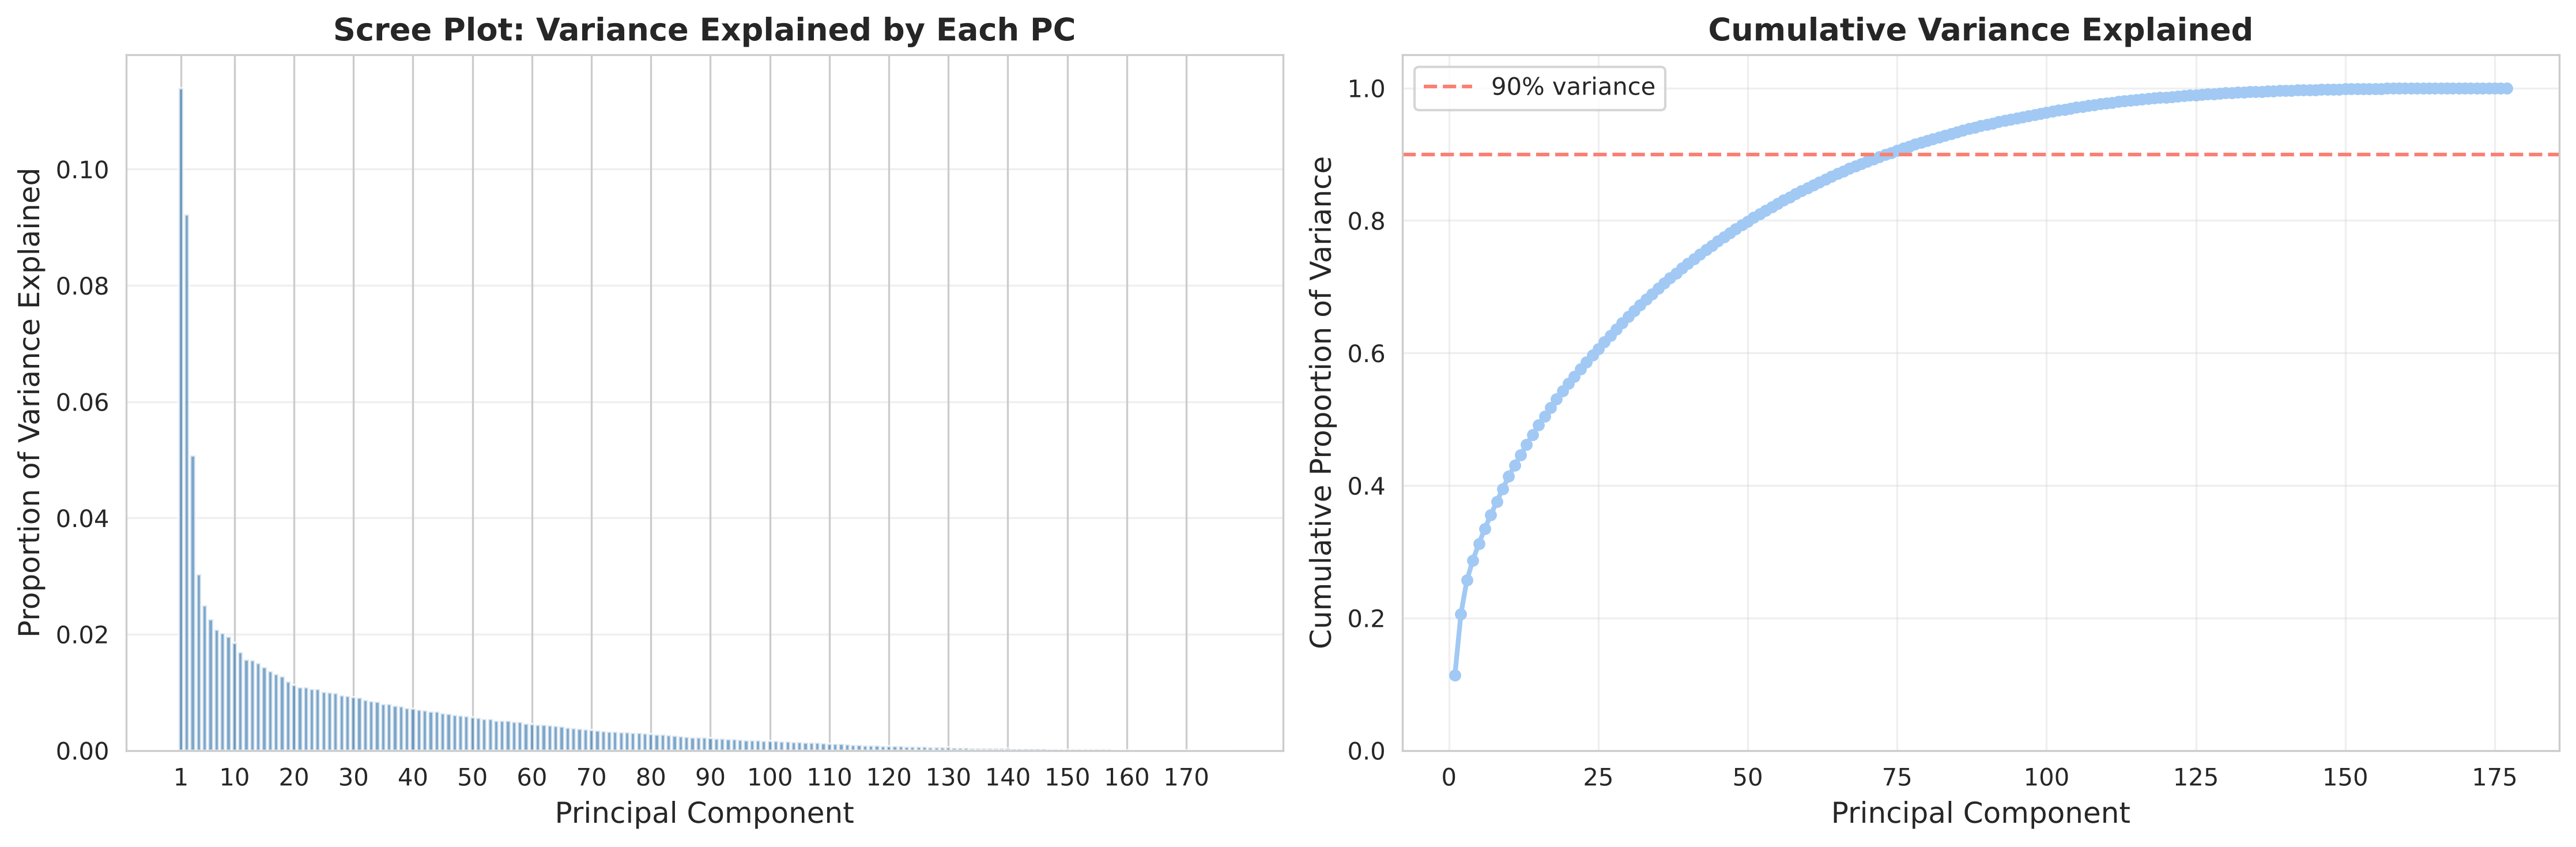 Scree Plot: Variance Explained by Each PC
Proportion of Variance Explained
0.10
0.08
0.06
0.04
0.02
0.00
1 10 20 30 40 50 60 70 80 90 100 110 120 130 140 150 160 170
Principal Component
Cumulative Variance Explained
90% variance
Cumulative Proportion of Variance
1.0
0.8
0.6
0.4
0.2
0.0
0 25 50 75 100 125 150 175
Principal Component